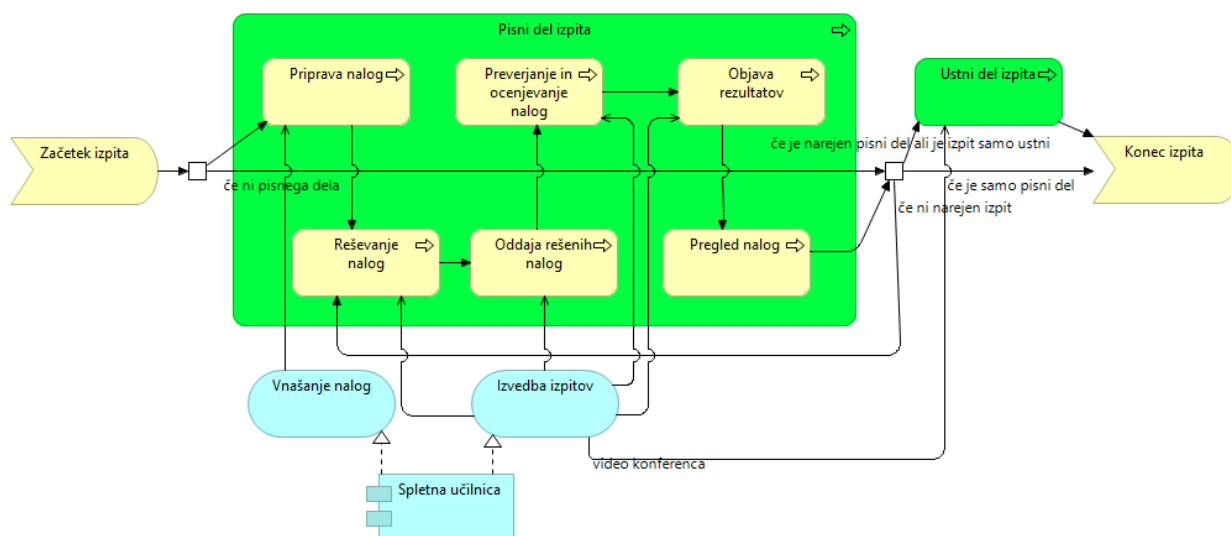 Pisni del izpita
Priprava nalog
Preverjanje in
ocenjevanje
nalog
Objava
rezultatov
Ustni del izpita
Začetek izpita
če ni pisnega dela
če je narejen pisni del ali je izpit samo ustni
Konec izpita
če je samo pisni del
če ni narejen izpit
Reševanje
nalog
Oddaja rešenih
nalog
Pregled nalog
Vnašanje nalog
Izvedba izpitov
video konferenca
Spletna učilnica